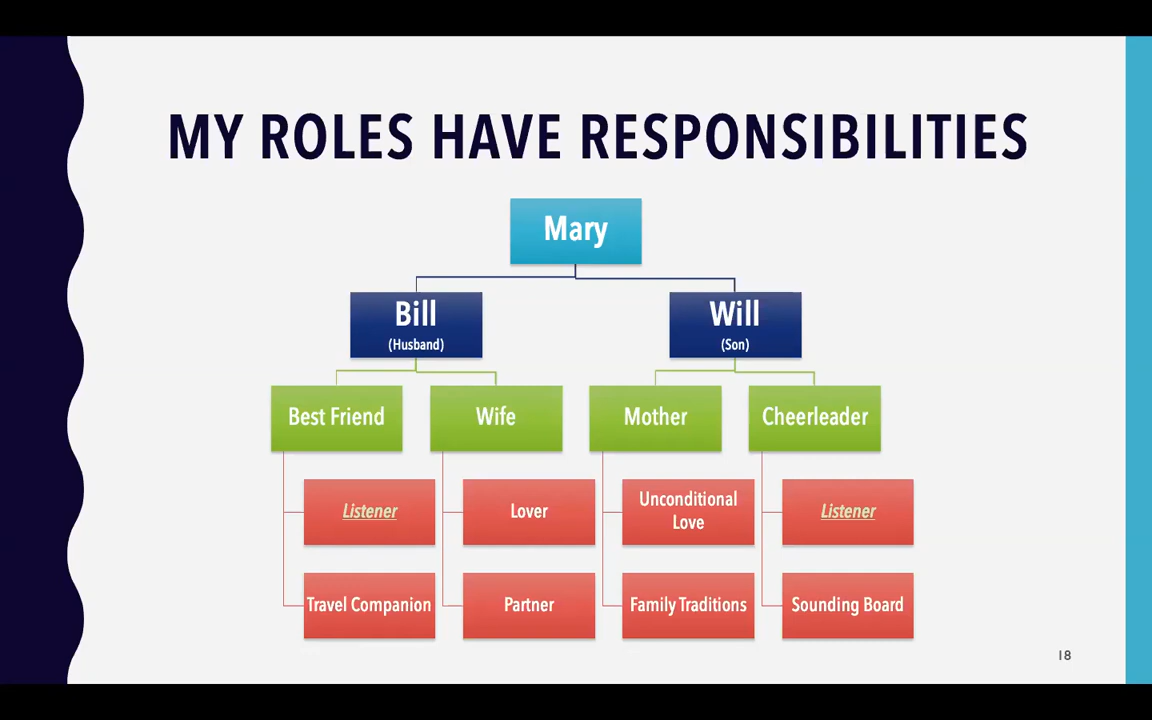 MY ROLES HAVE RESPONSIBILITIES
Mary
Bill
(Husband)
Will
(Son)
Best Friend
Wife
Mother
Cheerleader
Listener
Lover
Unconditional
Love
Listener
Travel Companion
Partner
Family Traditions
Sounding Board
18